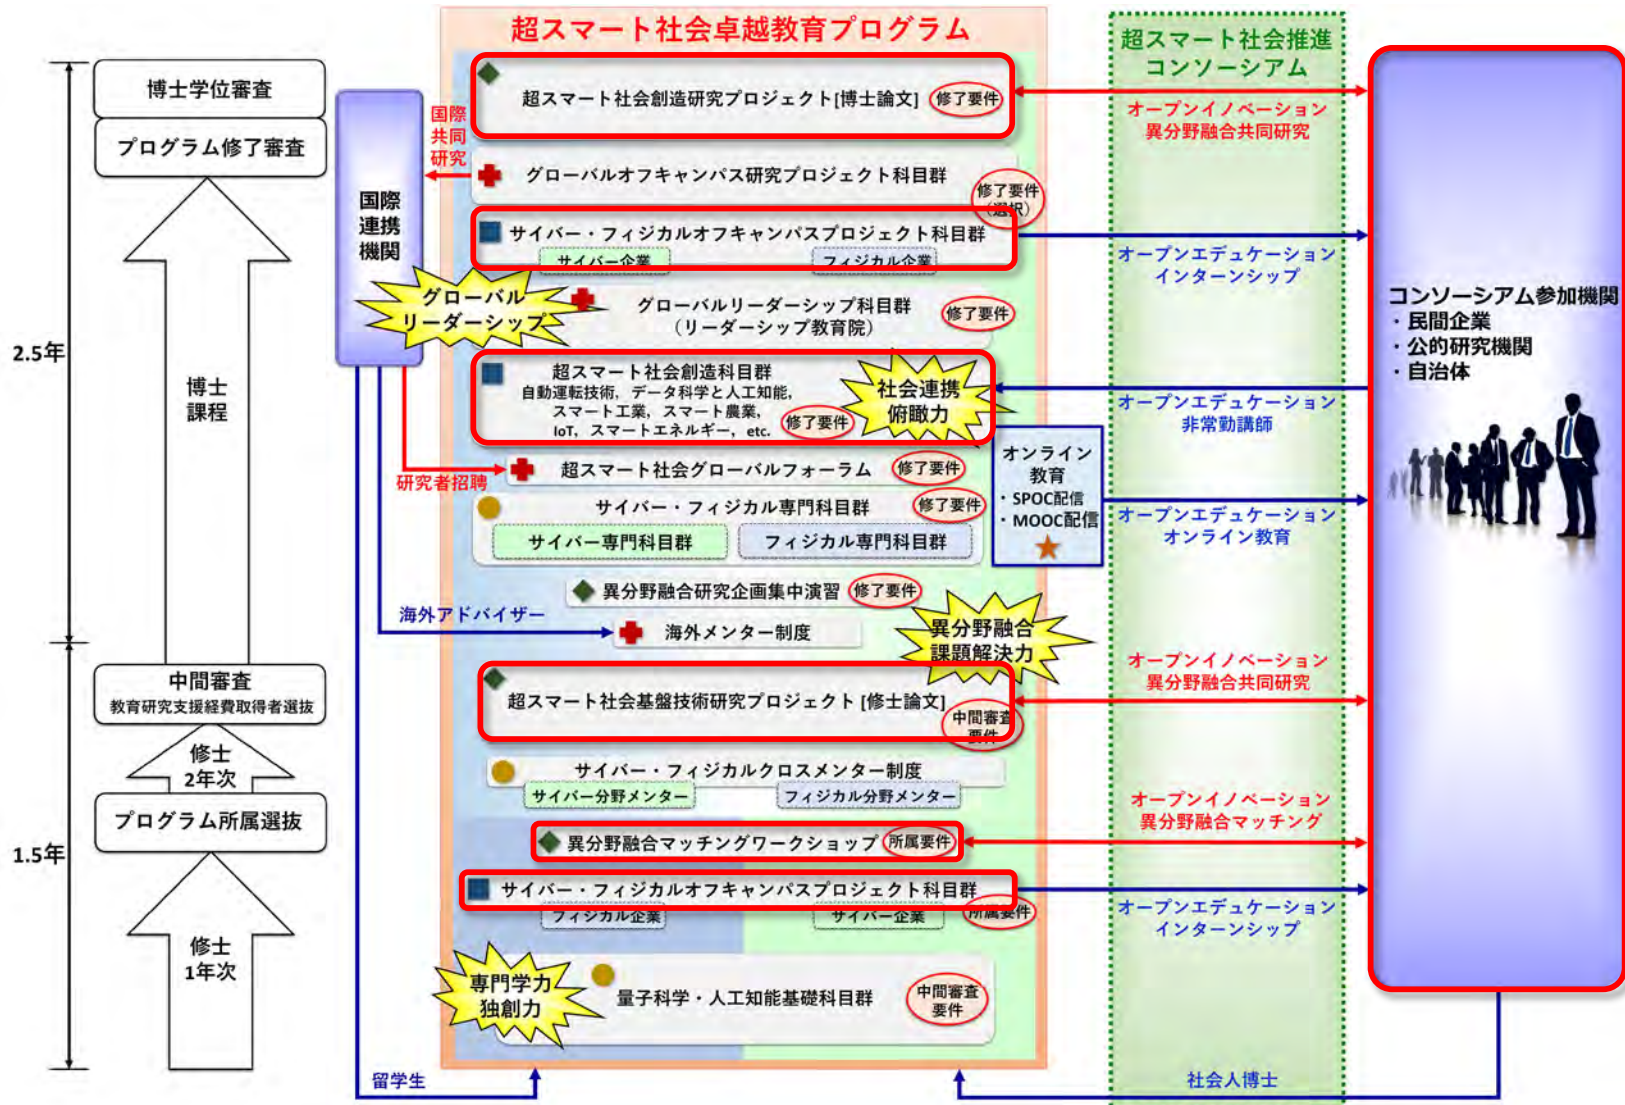 超スマート社会卓越教育プログラム
超スマート社会推進
コンソーシアム
博士学位審査
プログラム修了審査
2.5年
博士
課程
中間審査
教育研究支援経費取得者選抜
修士
2年次
プログラム所属選抜
1.5年
修士
1年次
国際
連携
機関
国際
共同
研究
超スマート社会創造研究プロジェクト[博士論文]
修了要件
グローバルオフキャンパス研究プロジェクト科目群
修了要件
（選択）
サイバー・フィジカルオフキャンパスプロジェクト科目群
サイバー企業
フィジカル企業
グローバル
リーダーシップ
グローバルリーダーシップ科目群
（リーダーシップ教育院）
修了要件
超スマート社会創造科目群
自動運転技術，データ科学と人工知能，
スマート工業，スマート農業，
IoT，スマートエネルギー，etc.
修了要件
社会連携
俯瞰力
研究者招聘
超スマート社会グローバルフォーラム
修了要件
サイバー・フィジカル専門科目群
修了要件
サイバー専門科目群
フィジカル専門科目群
オンライン
教育
・SPOC配信
・MOOC配信
異分野融合研究企画集中演習
修了要件
海外アドバイザー
海外メンター制度
異分野融合
課題解決力
超スマート社会基盤技術研究プロジェクト [修士論文]
中間審査
要件
サイバー・フィジカルクロスメンター制度
サイバー分野メンター
フィジカル分野メンター
異分野融合マッチングワークショップ
所属要件
サイバー・フィジカルオフキャンパスプロジェクト科目群
フィジカル企業
サイバー企業
所属要件
専門学力
独創力
量子科学・人工知能基礎科目群
中間審査
要件
留学生
社会人博士
オープンイノベーション
異分野融合共同研究
オープンエデュケーション
インターンシップ
オープンエデュケーション
非常勤講師
オープンエデュケーション
オンライン教育
オープンイノベーション
異分野融合共同研究
オープンイノベーション
異分野融合マッチング
オープンエデュケーション
インターンシップ
コンソーシアム参加機関
・民間企業
・公的研究機関
・自治体